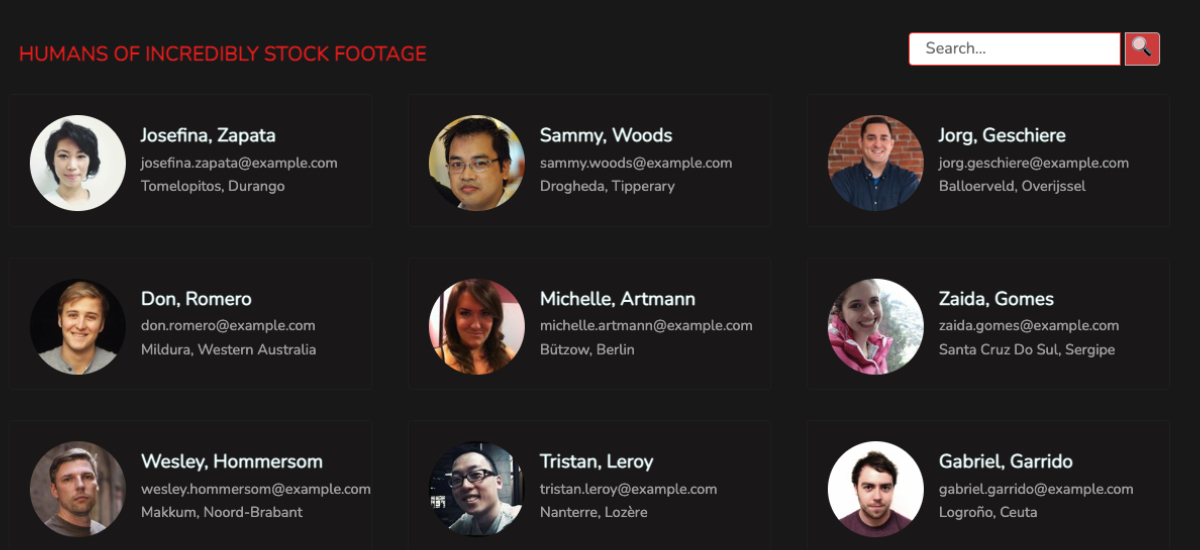 HUMANS OF INCREDIBLY STOCK FOOTAGE
Search...
Josefina, Zapata
josefina.zapata@example.com
Tomelopitos, Durango
Sammy, Woods
sammy.woods@example.com
Drogheda, Tipperary
Jorg, Geschiere
jorg.geschiere@example.com
Balloerveld, Overijssel
Don, Romero
don.romero@example.com
Mildura, Western Australia
Michelle, Artmann
michelle.artmann@example.com
Bützow, Berlin
Zaida, Gomes
zaida.gomes@example.com
Santa Cruz Do Sul, Sergipe
Wesley, Hommersom
wesley.hommersom@example.com
Makkum, Noord-Brabant
Tristan, Leroy
tristan.leroy@example.com
Nanterre, Lozère
Gabriel, Garrido
gabriel.garrido@example.com
Logroño, Ceuta